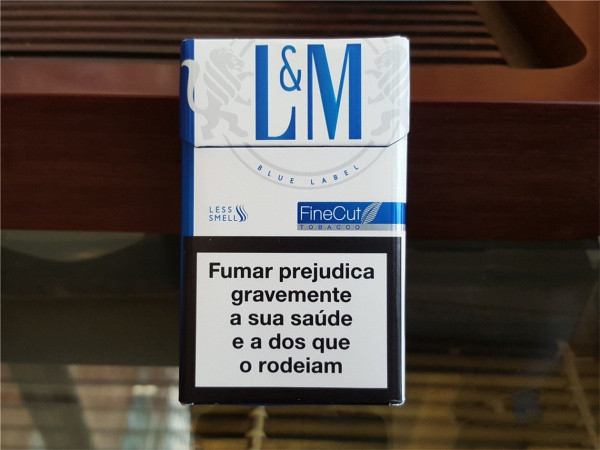 L&M
BLUE LABEL
LESS
SMELL
FineCut
TOBACCO
Fumar prejudica
gravemente
a sua saúde
e a dos que
o rodeiam